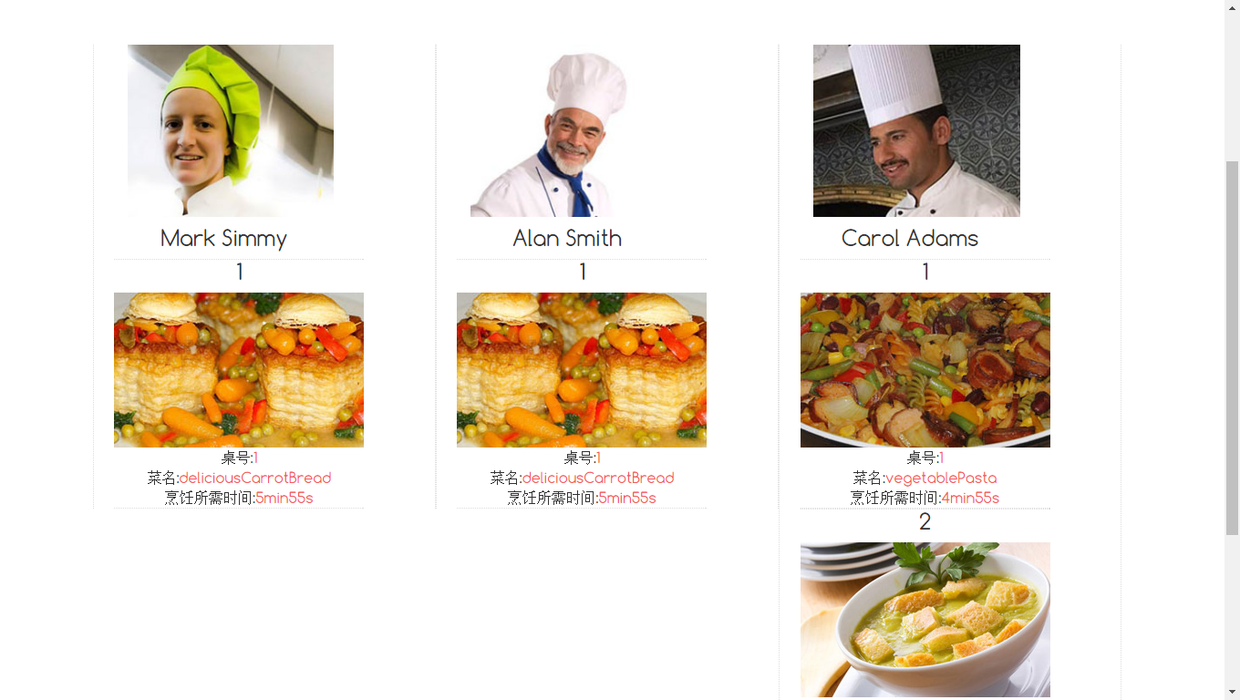 Mark Simmy
1
桌号:1
菜名:deliciousCarrotBread
烹饪所需时间:5min55s
Alan Smith
1
桌号:1
菜名:deliciousCarrotBread
烹饪所需时间:5min55s
Carol Adams
1
桌号:1
菜名:vegetablePasta
烹饪所需时间:4min55s
2